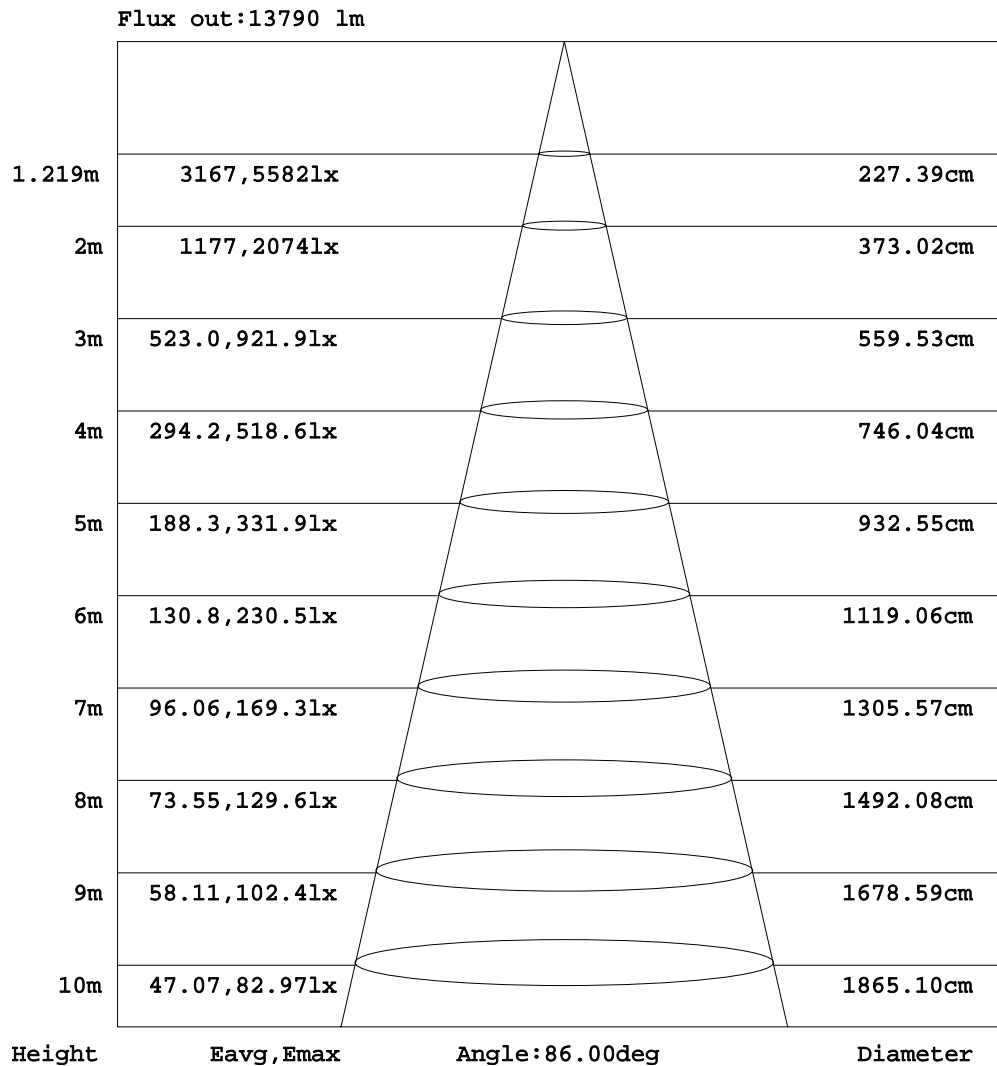 Flux out:13790 lm
1.219m 3167,5582lx 227.39cm
2m 1177,2074lx 373.02cm
3m 523.0,921.9lx 559.53cm
4m 294.2,518.6lx 746.04cm
5m 188.3,331.9lx 932.55cm
6m 130.8,230.5lx 1119.06cm
7m 96.06,169.3lx 1305.57cm
8m 73.55,129.6lx 1492.08cm
9m 58.11,102.4lx 1678.59cm
10m 47.07,82.97lx 1865.10cm
Height Eavg,Emax Angle:86.00deg Diameter